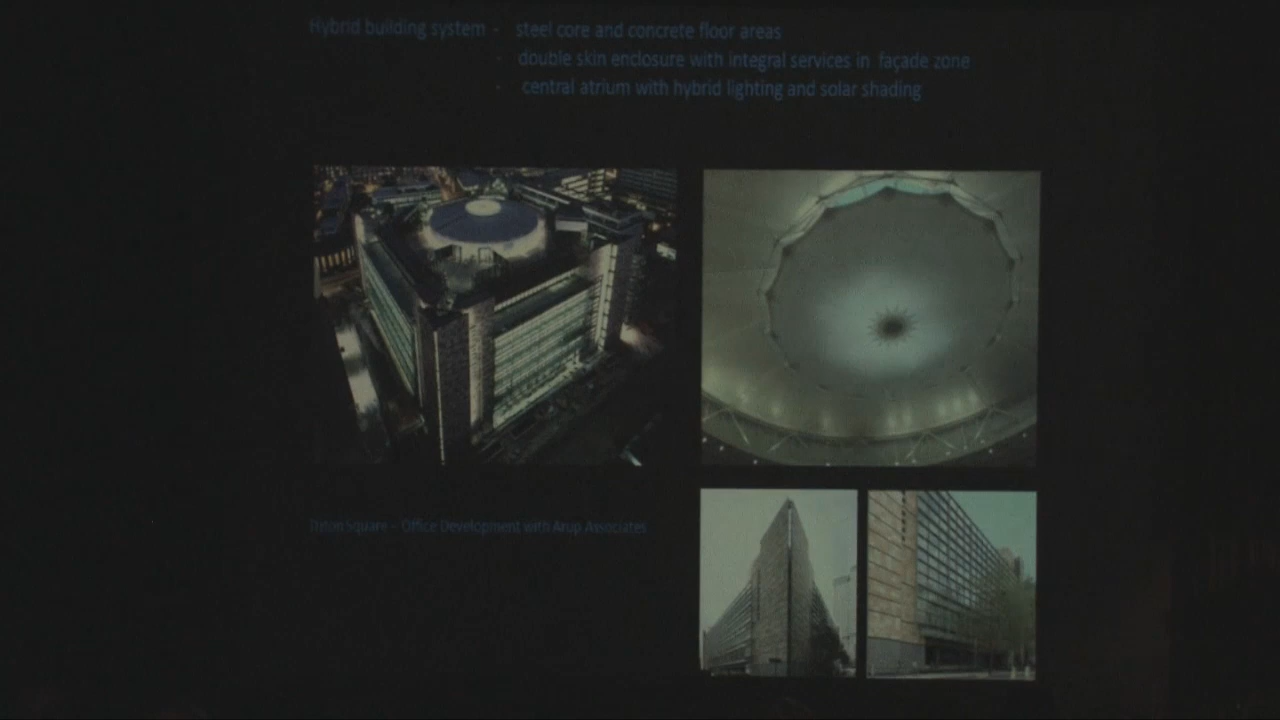 Hybrid building system - steel core and concrete floor areas
- double skin enclosure with integral services in façade zone
- central atrium with hybrid lighting and solar shading
Square - Office Development with Arup Associates